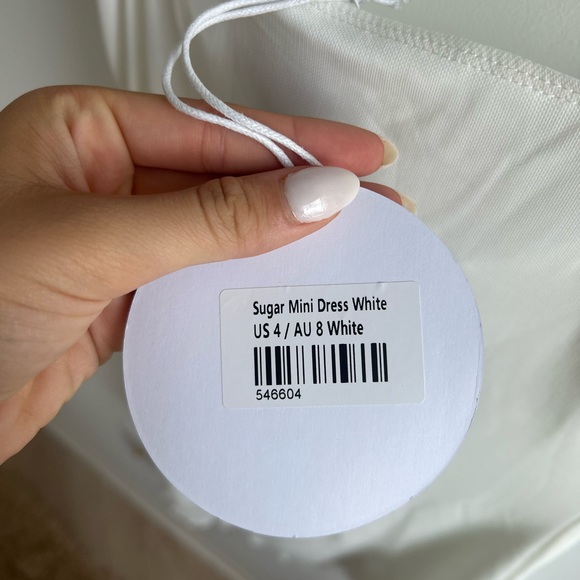 Sugar Mini Dress White
US 4 / AU 8 White
546604